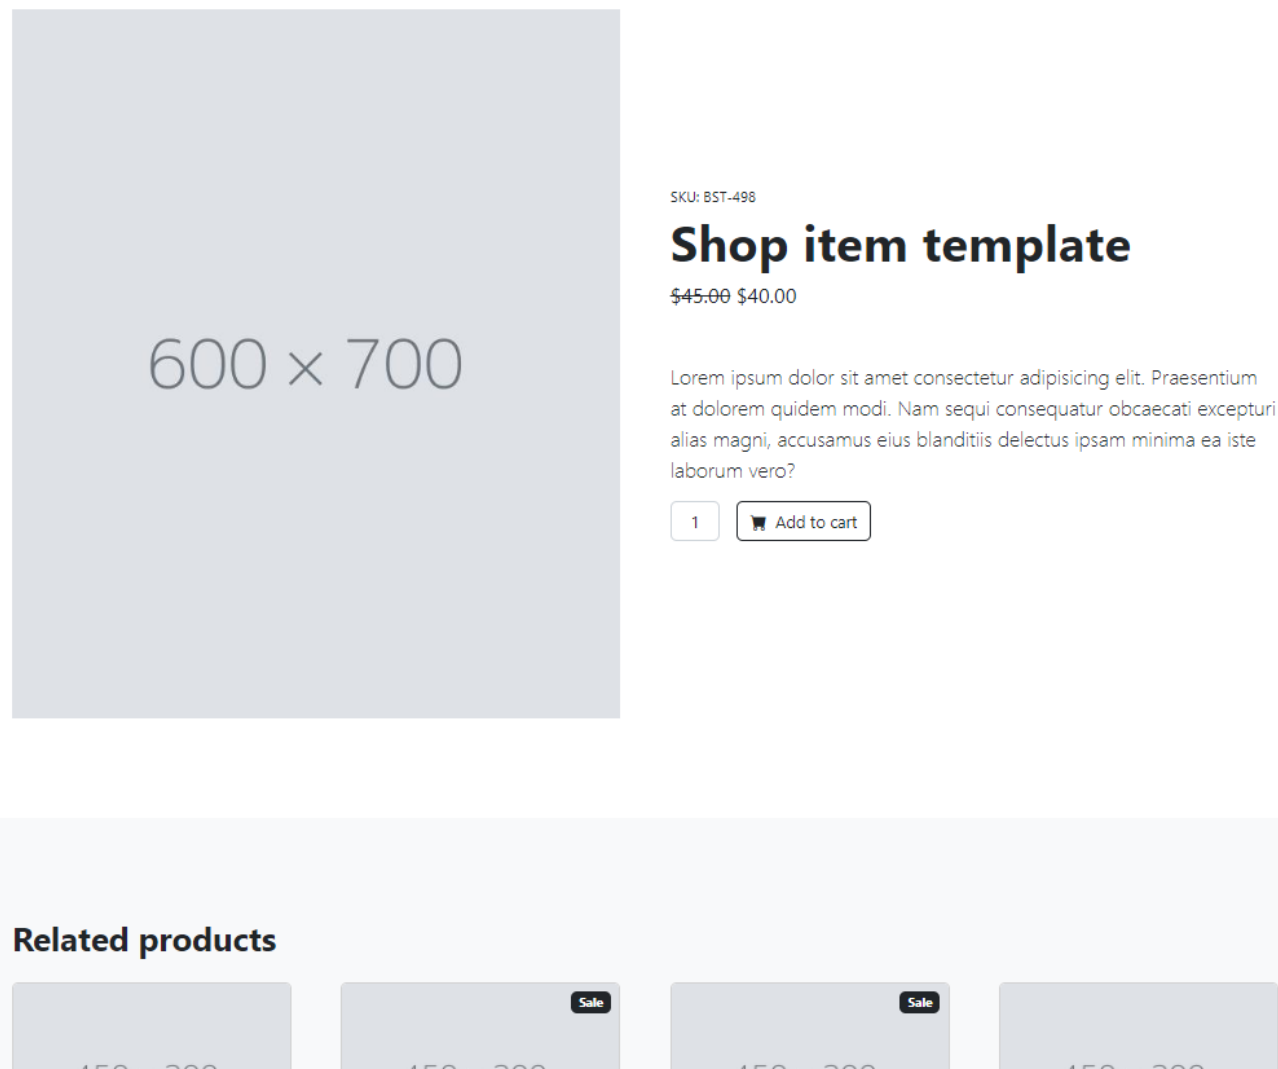 600 × 700
SKU: BST-498
Shop item template
$45.00 $40.00
Lorem ipsum dolor sit amet consectetur adipisicing elit. Praesentium
at dolorem quidem modi. Nam sequi consequatur obcaecati excepturi
alias magni, accusamus eius blanditiis delectus ipsam minima ea iste
laborum vero?
1 Add to cart
Related products
Sale
Sale